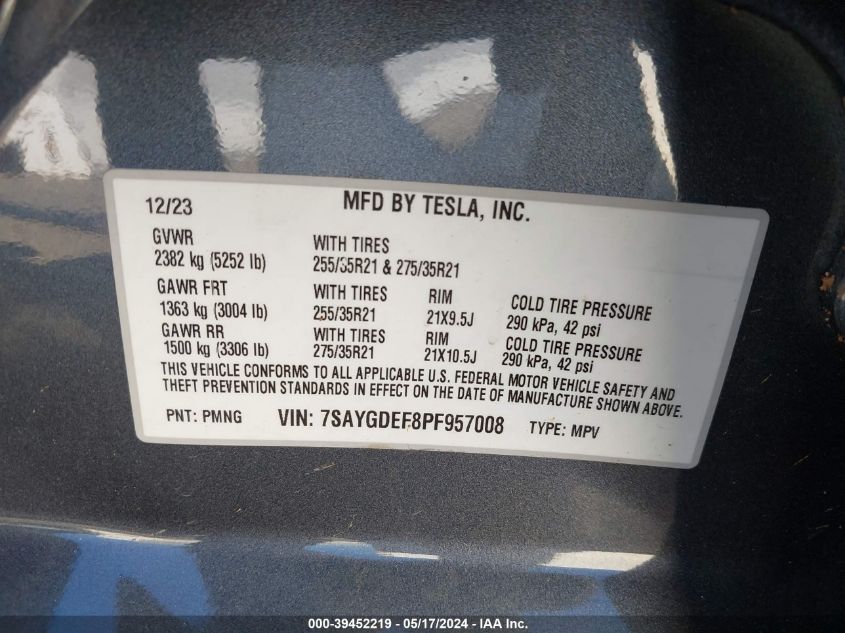 12/23 MFD BY TESLA, INC.
GVWR WITH TIRES
2382 kg (5252 lb) 255/35R21 & 275/35R21
GAWR FRT WITH TIRES RIM COLD TIRE PRESSURE
1363 kg (3004 lb) 255/35R21 21X9.5J 290 kPa, 42 psi
GAWR RR WITH TIRES RIM COLD TIRE PRESSURE
1500 kg (3306 lb) 275/35R21 21X10.5J 290 kPa, 42 psi
THIS VEHICLE CONFORMS TO ALL APPLICABLE U.S. FEDERAL MOTOR VEHICLE SAFETY AND
THEFT PREVENTION STANDARDS IN EFFECT ON THE DATE OF MANUFACTURE SHOWN ABOVE.
PNT: PMNG VIN: 7SAYGDEF8PF957008 TYPE: MPV
000-39452219 - 05/17/2024 - IAA Inc.